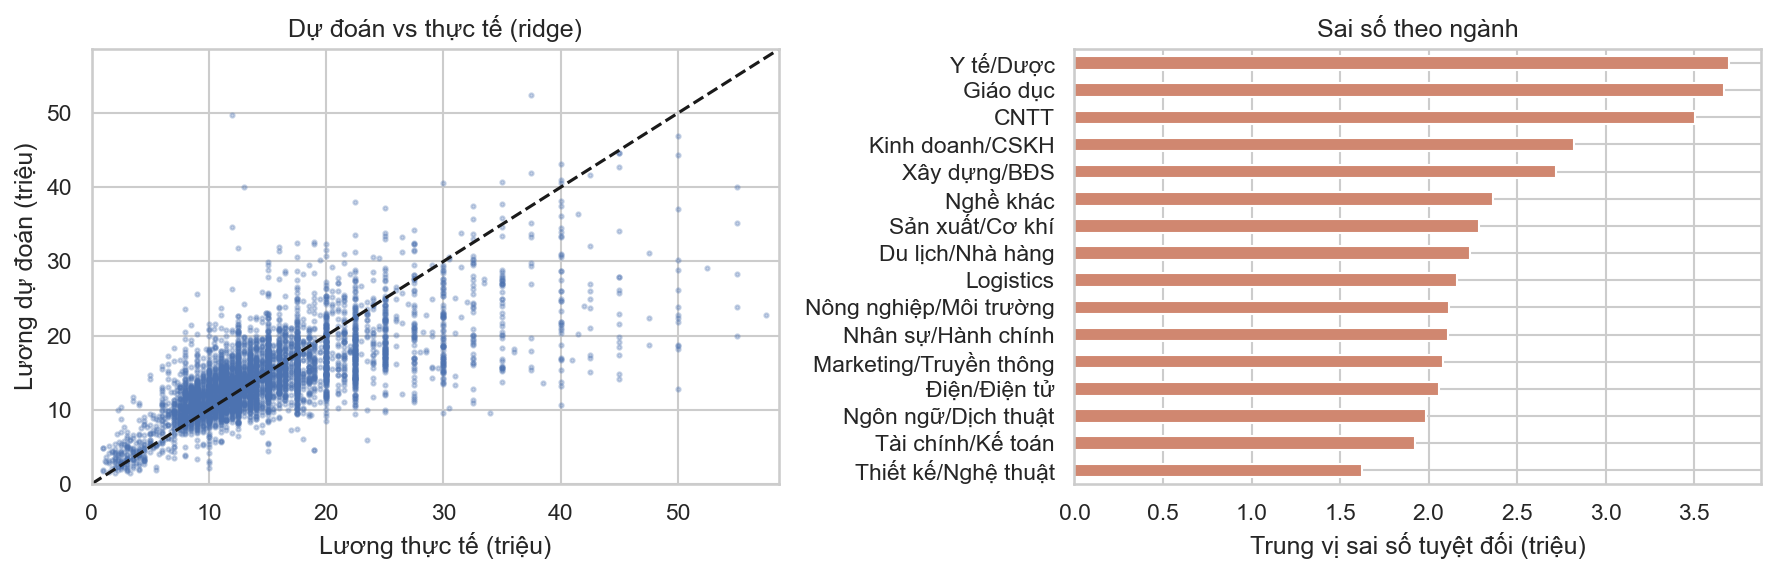 Dự đoán vs thực tế (ridge)
Lương dự đoán (triệu)
50
40
30
20
10
0
0 10 20 30 40 50
Lương thực tế (triệu)
Sai số theo ngành
Y tế/Dược
Giáo dục
CNTT
Kinh doanh/CSKH
Xây dựng/BĐS
Nghề khác
Sản xuất/Cơ khí
Du lịch/Nhà hàng
Logistics
Nông nghiệp/Môi trường
Nhân sự/Hành chính
Marketing/Truyền thông
Điện/Điện tử
Ngôn ngữ/Dịch thuật
Tài chính/Kế toán
Thiết kế/Nghệ thuật
0.0 0.5 1.0 1.5 2.0 2.5 3.0 3.5
Trung vị sai số tuyệt đối (triệu)